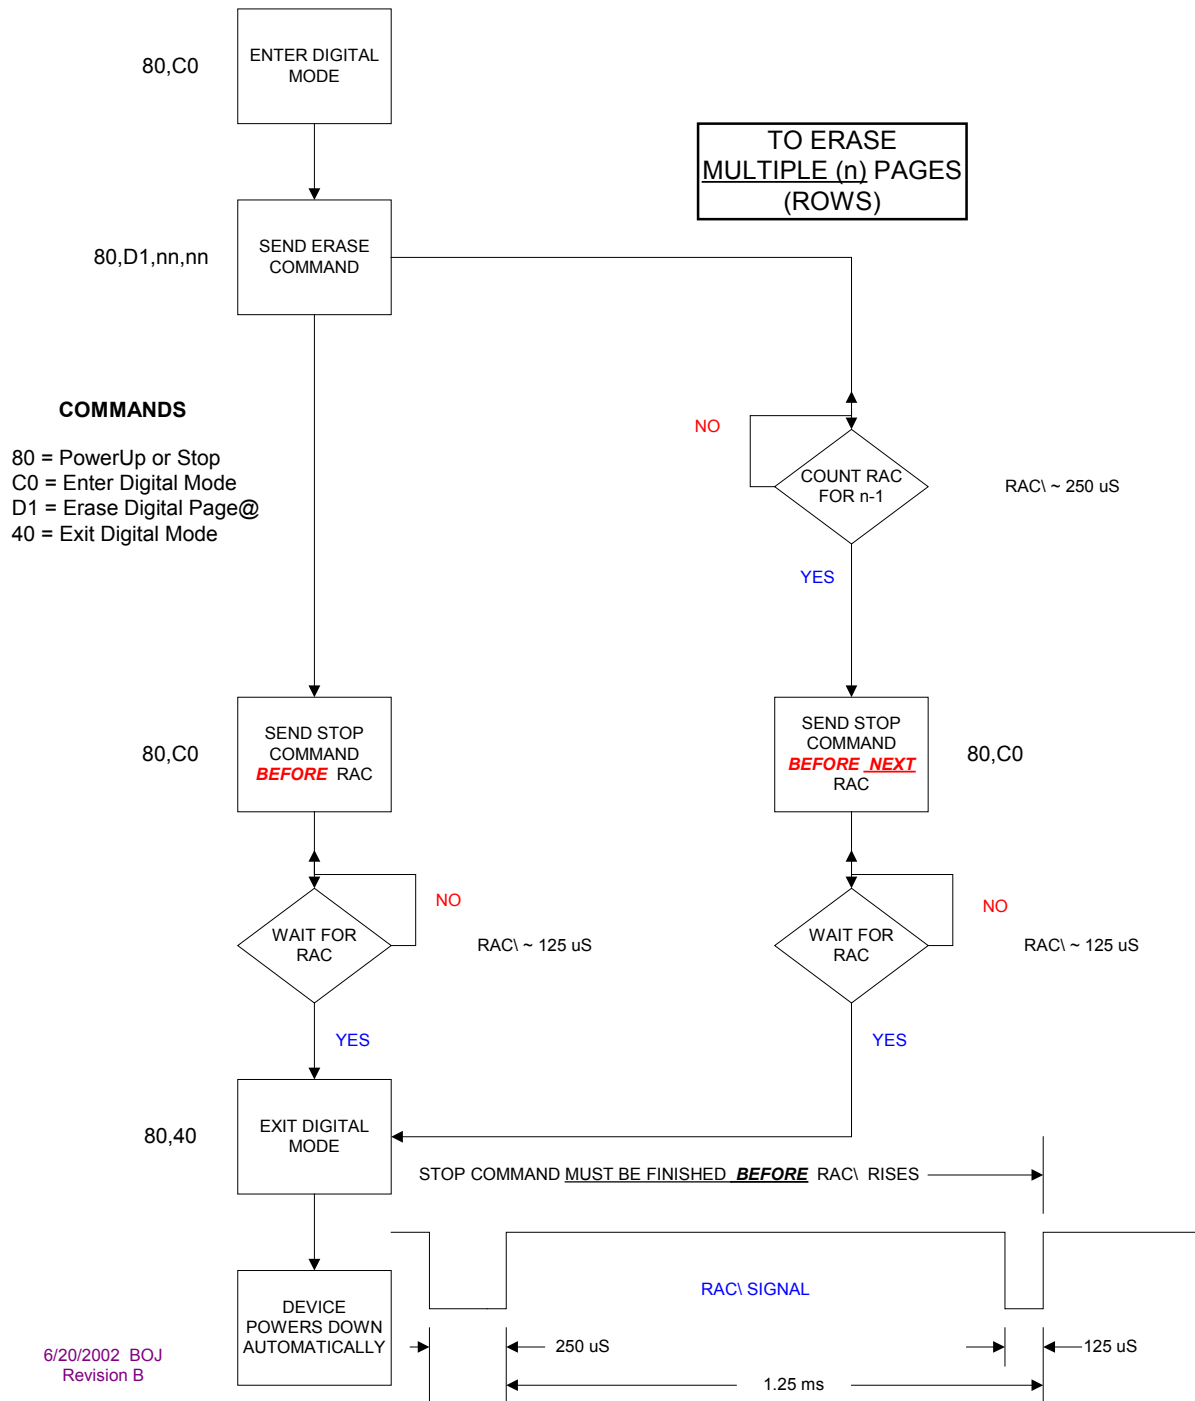 80,C0
ENTER DIGITAL
MODE
TO ERASE
MULTIPLE (n) PAGES
(ROWS)
80,D1,nn,nn
SEND ERASE
COMMAND
COMMANDS
80 = PowerUp or Stop
C0 = Enter Digital Mode
D1 = Erase Digital Page@
40 = Exit Digital Mode
NO
COUNT RAC
FOR n-1
RAC\ ~ 250 uS
YES
80,C0
SEND STOP
COMMAND
BEFORE RAC
SEND STOP
COMMAND
BEFORE NEXT
RAC
80,C0
WAIT FOR
RAC
NO
RAC\ ~ 125 uS
YES
WAIT FOR
RAC
NO
RAC\ ~ 125 uS
YES
80,40
EXIT DIGITAL
MODE
STOP COMMAND MUST BE FINISHED BEFORE RAC\ RISES
DEVICE
POWERS DOWN
AUTOMATICALLY
RAC\ SIGNAL
250 uS
125 uS
1.25 ms
6/20/2002 BOJ
Revision B